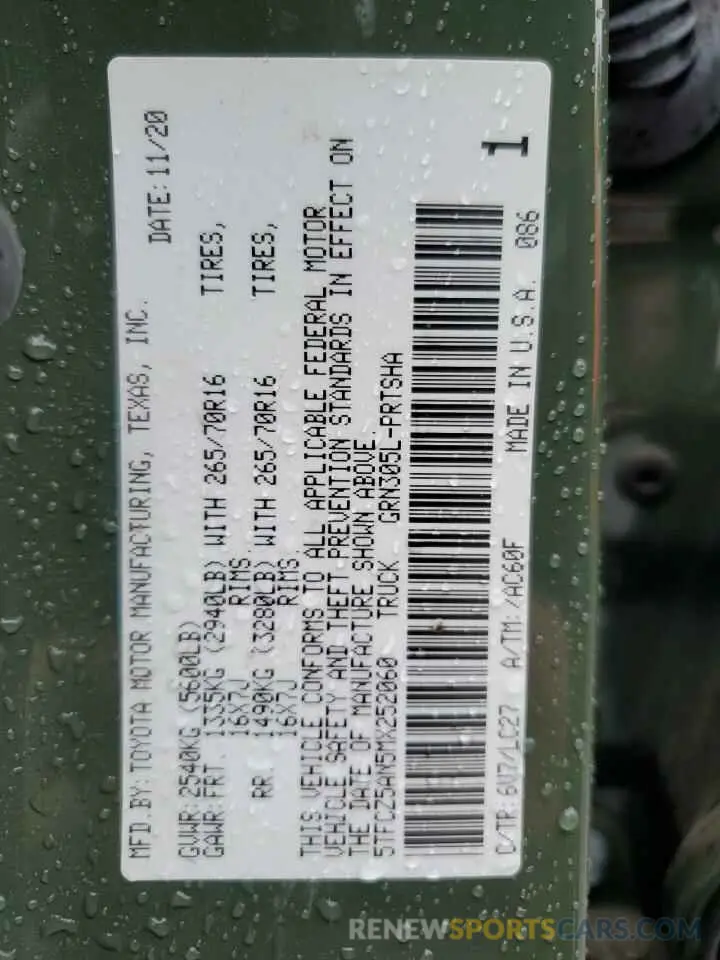 MFD.BY:TOYOTA MOTOR MANUFACTURING, TEXAS, INC.
DATE:11/20
GVWR:2540KG (5600LB)
GAWR:FRT. 1335KG (2940LB) WITH 265/70R16 TIRES,
16X7J RIMS
RR. 1490KG (3280LB) WITH 265/70R16 TIRES,
16X7J RIMS
THIS VEHICLE CONFORMS TO ALL APPLICABLE FEDERAL MOTOR
VEHICLE SAFETY AND THEFT PREVENTION STANDARDS IN EFFECT ON
THE DATE OF MANUFACTURE SHOWN ABOVE.
5TFCZ5AN5MX252060 TRUCK GRN305L-PRTSHA
1
C/TR:6V7/LC27 A/TM:/AC60F MADE IN U.S.A. 086
RENEWSPORTSCARS.COM